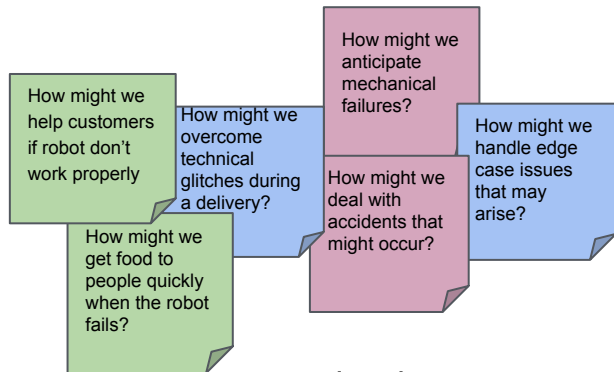 How might we
help customers
if robot don't
work properly
How might we
overcome
technical
glitches during
a delivery?
How might we
anticipate
mechanical
failures?
How might we
handle edge
case issues
that may
arise?
How might we
get food to
people quickly
when the robot
fails?
How might we
deal with
accidents that
might occur?